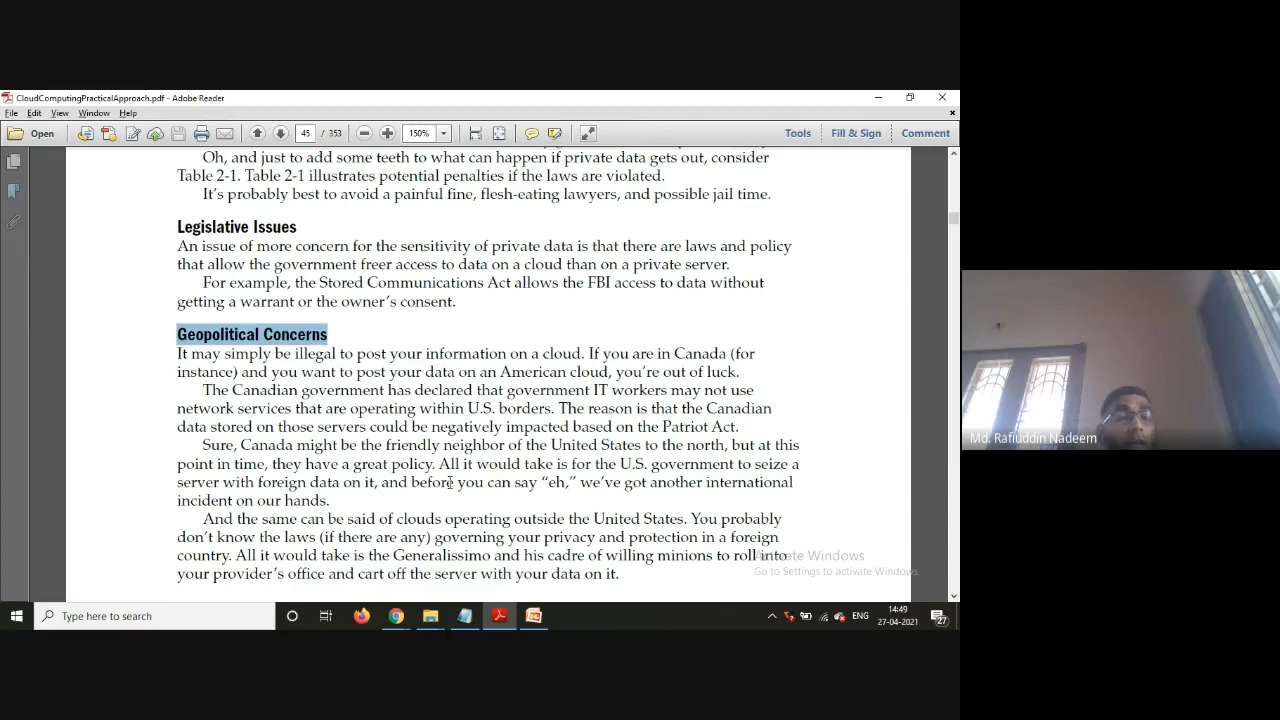 CloudComputingPracticalApproach.pdf - Adobe Reader
File Edit View Window Help
Open 45 / 353 150% Tools Fill & Sign Comment
Oh, and just to add some teeth to what can happen if private data gets out, consider
Table 2-1. Table 2-1 illustrates potential penalties if the laws are violated.
It's probably best to avoid a painful fine, flesh-eating lawyers, and possible jail time.
Legislative Issues
An issue of more concern for the sensitivity of private data is that there are laws and policy
that allow the government freer access to data on a cloud than on a private server.
For example, the Stored Communications Act allows the FBI access to data without
getting a warrant or the owner's consent.
Geopolitical Concerns
It may simply be illegal to post your information on a cloud. If you are in Canada (for
instance) and you want to post your data on an American cloud, you're out of luck.
The Canadian government has declared that government IT workers may not use
network services that are operating within U.S. borders. The reason is that the Canadian
data stored on those servers could be negatively impacted based on the Patriot Act.
Sure, Canada might be the friendly neighbor of the United States to the north, but at this
point in time, they have a great policy. All it would take is for the U.S. government to seize a
server with foreign data on it, and before you can say “eh,” we've got another international
incident on our hands.
And the same can be said of clouds operating outside the United States. You probably
don't know the laws (if there are any) governing your privacy and protection in a foreign
country. All it would take is the Generalissimo and his cadre of willing minions to roll into
your provider's office and cart off the server with your data on it.
Activate Windows
Go to Settings to activate Windows.
Md. Rafiuddin Nadeem
Type here to search
ENG
14:49
27-04-2021
27